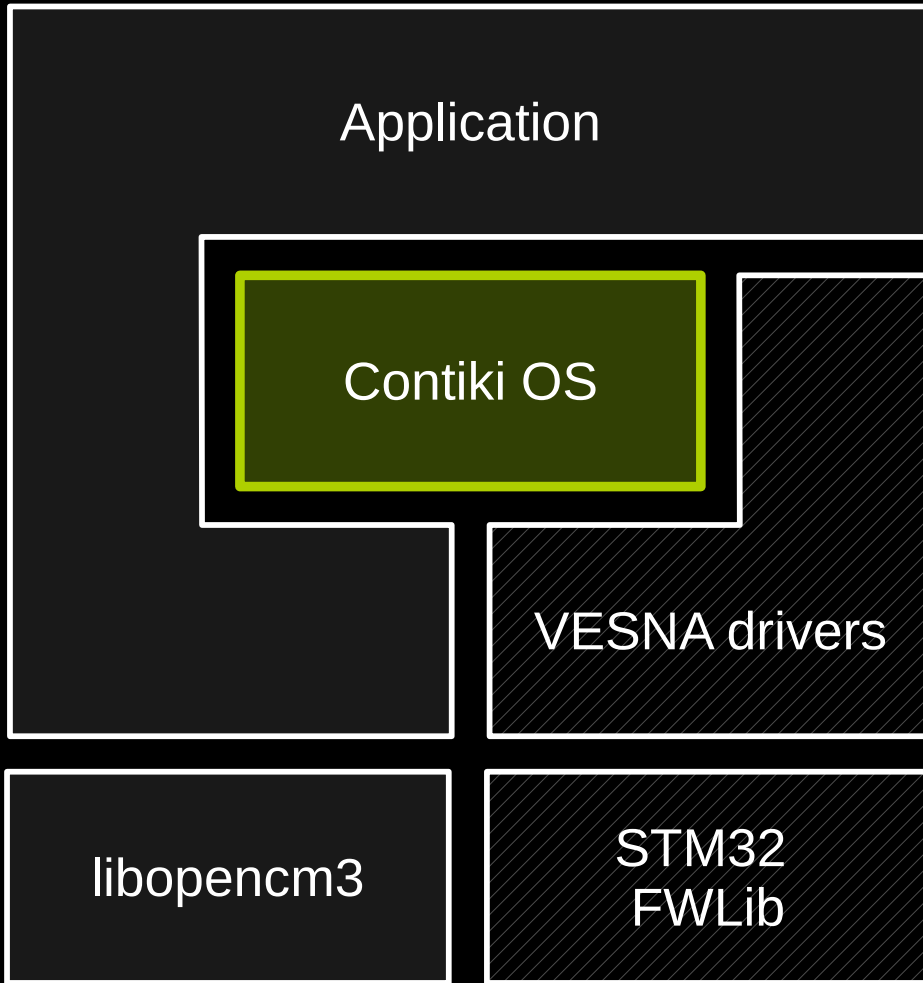 Application
Contiki OS
VESNA drivers
libopencm3
STM32
FWLib